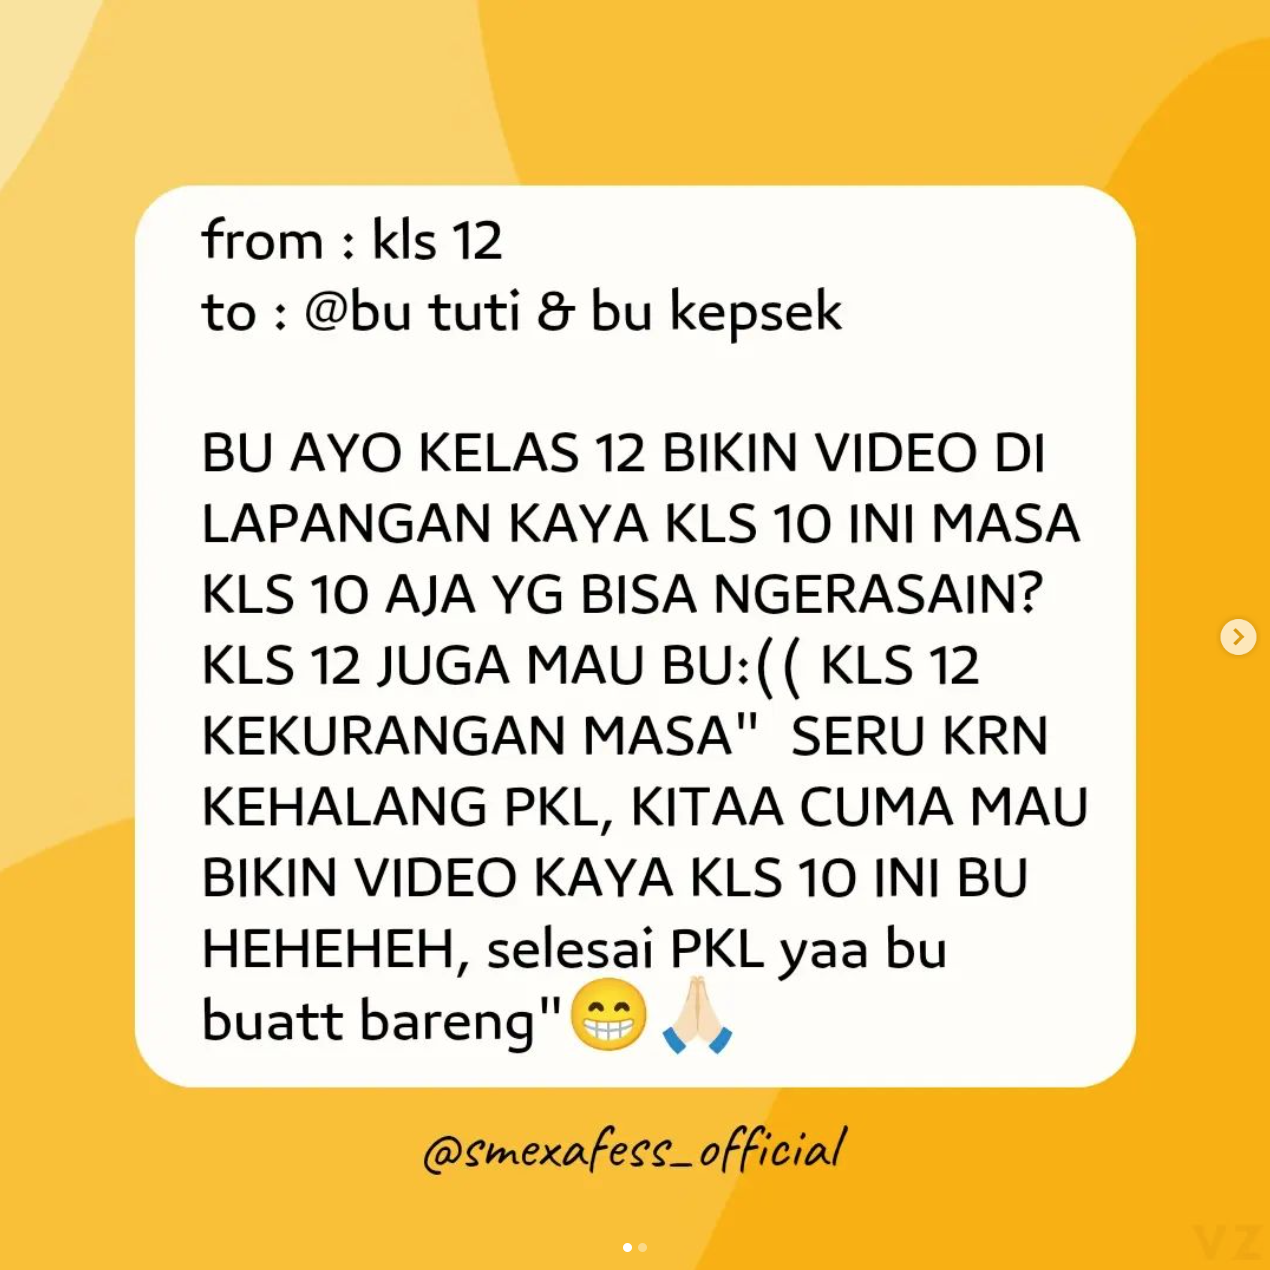 from : kls 12
to : @bu tuti & bu kepsek
BU AYO KELAS 12 BIKIN VIDEO DI
LAPANGAN KAYA KLS 10 INI MASA
KLS 10 AJA YG BISA NGERASAIN?
KLS 12 JUGA MAU BU:(( KLS 12
KEKURANGAN MASA"  SERU KRN
KEHALANG PKL, KITAA CUMA MAU
BIKIN VIDEO KAYA KLS 10 INI BU
HEHEHEH, selesai PKL yaa bu
buatt bareng"😁🙏🏻
@smexafess_official
VZ